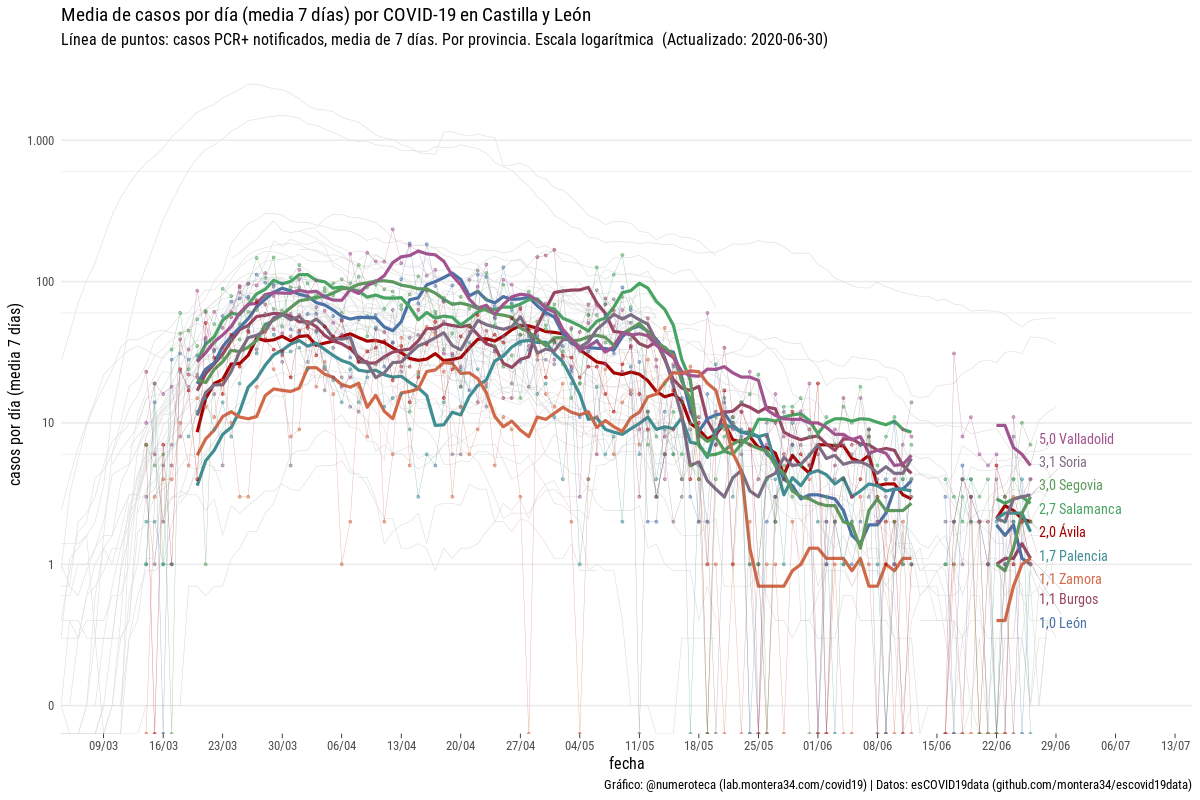 Media de casos por día (media 7 días) por COVID-19 en Castilla y León
Línea de puntos: casos PCR+ notificados, media de 7 días. Por provincia. Escala logarítmica  (Actualizado: 2020-06-30)
casos por día (media 7 días)
1.000
100
10
1
0
5,0 Valladolid
3,1 Soria
3,0 Segovia
2,7 Salamanca
2,0 Ávila
1,7 Palencia
1,1 Zamora
1,1 Burgos
1,0 León
09/03 16/03 23/03 30/03 06/04 13/04 20/04 27/04 04/05 11/05 18/05 25/05 01/06 08/06 15/06 22/06 29/06 06/07 13/07
fecha
Gráfico: @numeroteca (lab.montera34.com/covid19) | Datos: esCOVID19data (github.com/montera34/escovid19data)